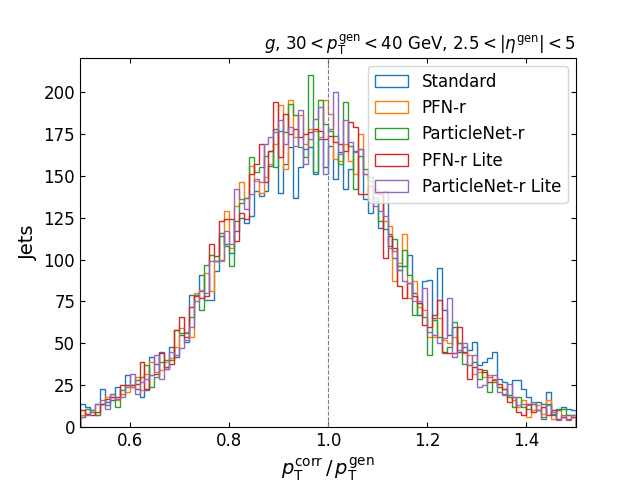 g, 30 < p_T^gen < 40 GeV, 2.5 < |η^gen| < 5
200
175
150
125
100
75
50
25
0
Jets
Standard
PFN-r
ParticleNet-r
PFN-r Lite
ParticleNet-r Lite
0.6 0.8 1.0 1.2 1.4
p_T^corr / p_T^gen